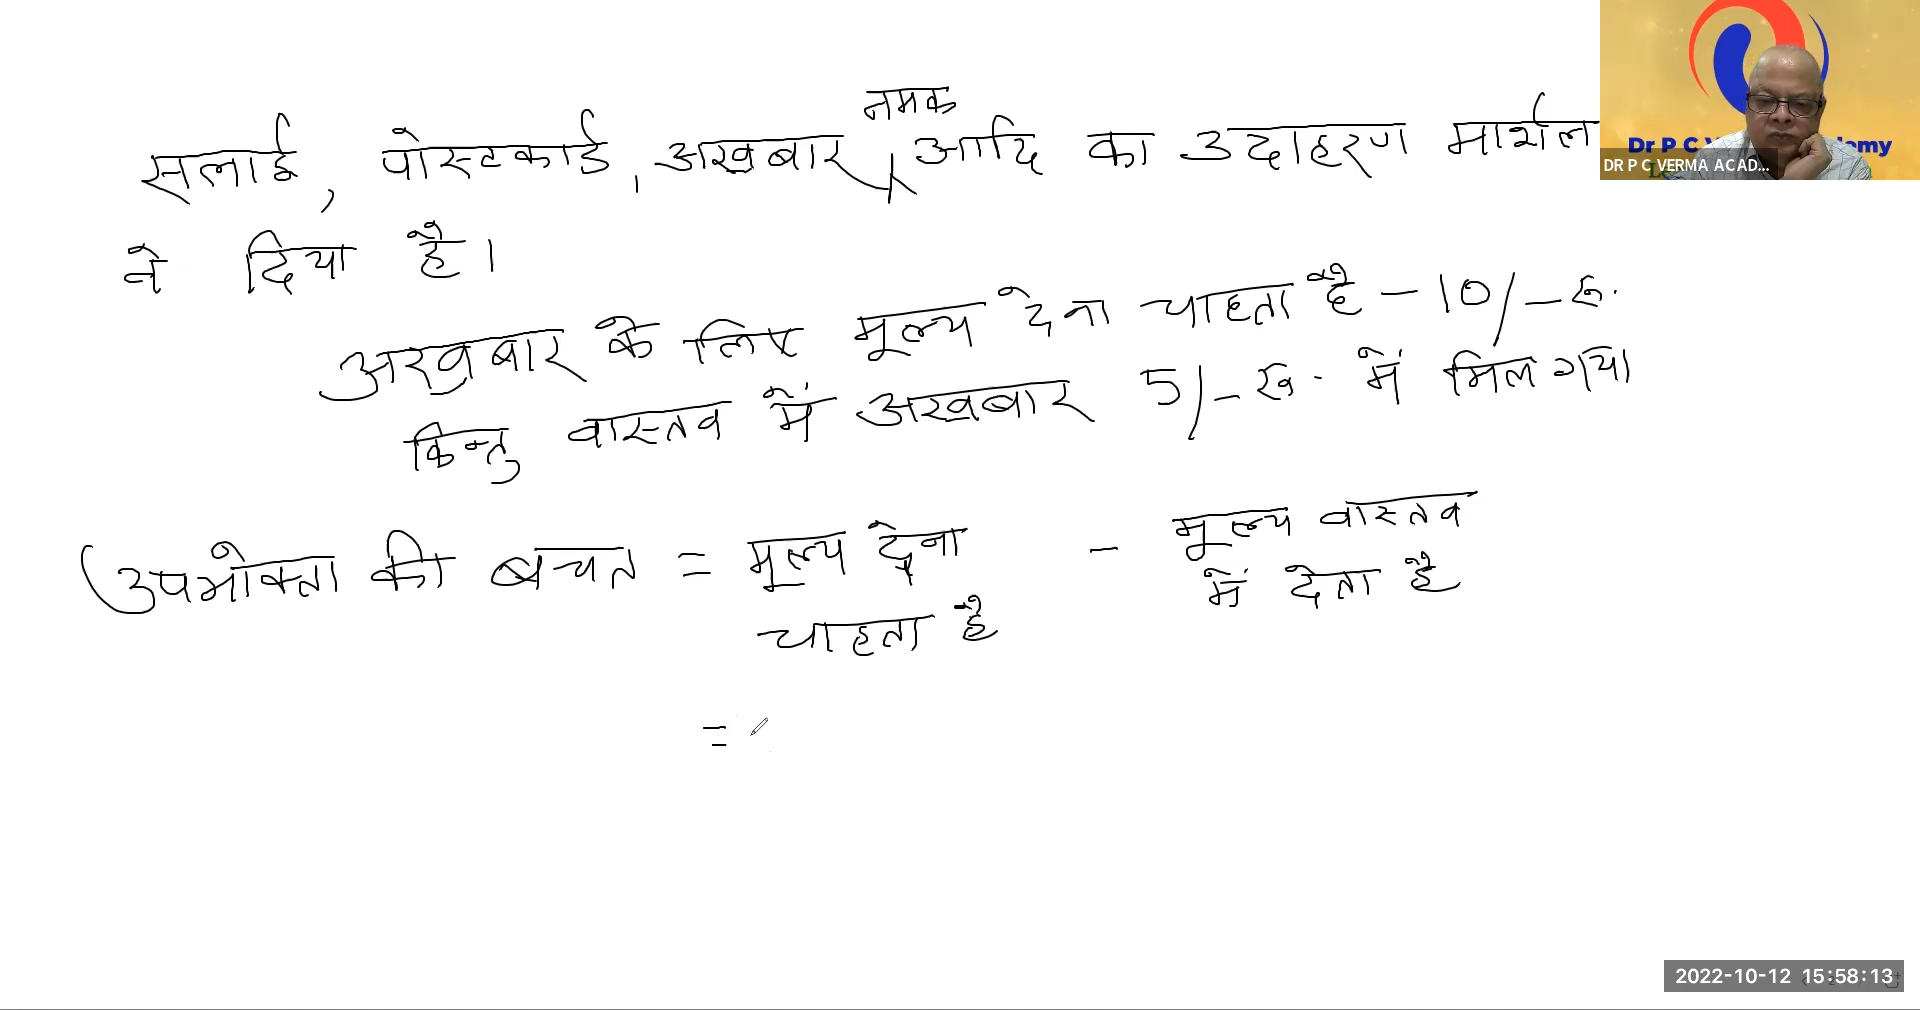 नमक
सलाई, पोस्टकार्ड, अखबार, आदि का उदाहरण मार्शल
ने दिया है।
अखबार के लिए मूल्य देना चाहता है – 10/– रू.
किन्तु वास्तव में अखबार 5/– रू. में मिल गया
उपभोक्ता की बचत = मूल्य देना – मूल्य वास्तव
चाहता है में देता है
=
Dr P C
emy
DR P C VERMA ACAD...
2022-10-12 15:58:13